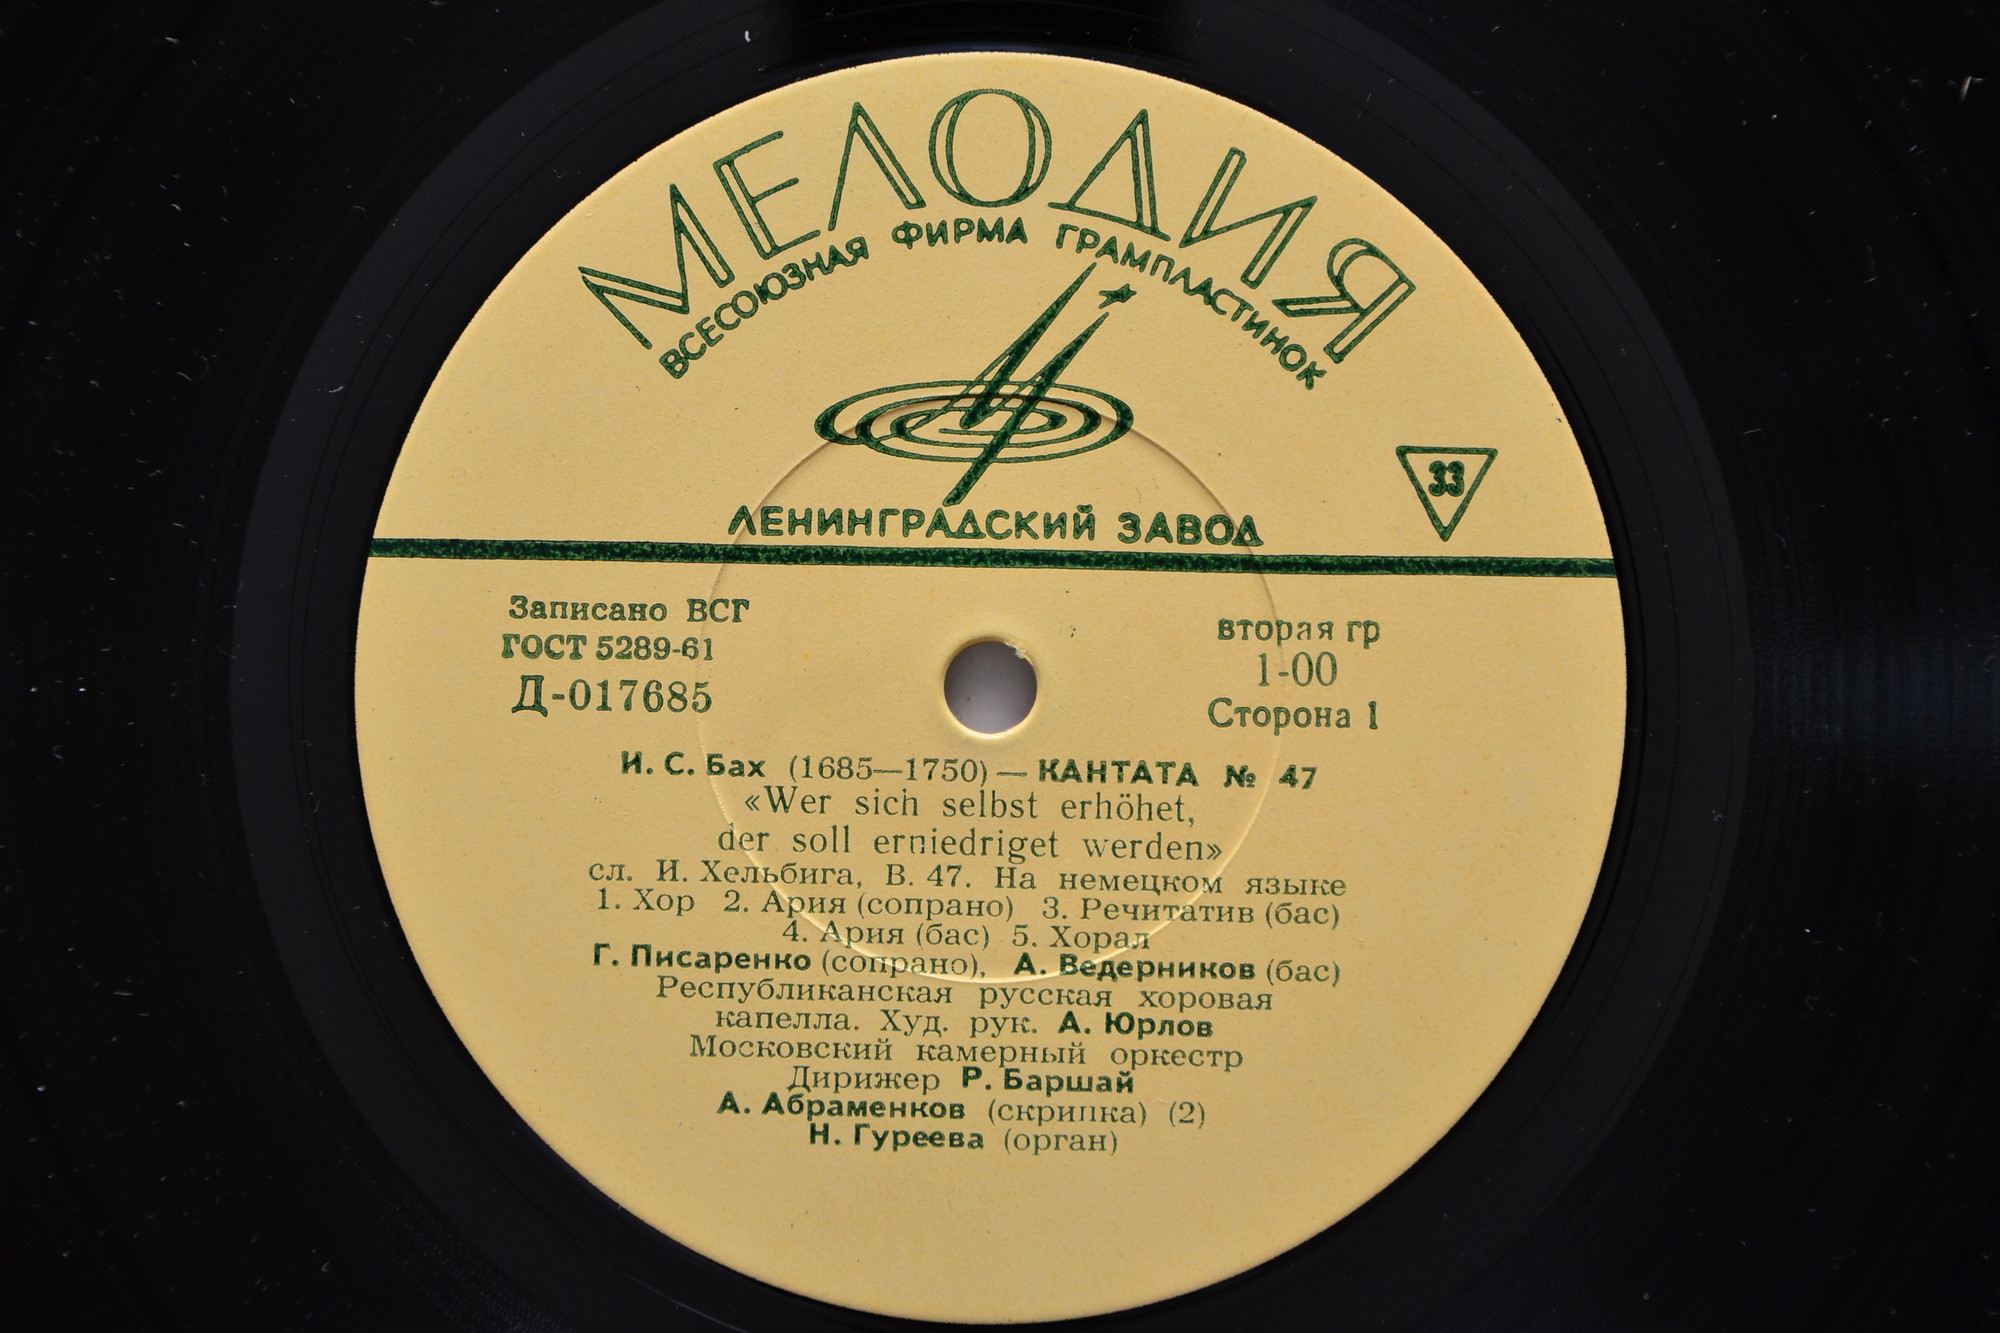 МЕЛОДИЯ
ВСЕСОЮЗНАЯ ФИРМА ГРАМПЛАСТИНОК
33
ЛЕНИНГРАДСКИЙ ЗАВОД
Записано ВСГ
ГОСТ 5289-61
Д-017685
вторая гр
1-00
Сторона 1
И. С. Бах (1685—1750) — КАНТАТА № 47
«Wer sich selbst erhöhet,
der soll erniedriget werden»
сл. И. Хельбига, В. 47. На немецком языке
1. Хор 2. Ария (сопрано) 3. Речитатив (бас)
4. Ария (бас) 5. Хорал
Г. Писаренко (сопрано), А. Ведерников (бас)
Республиканская русская хоровая
капелла. Худ. рук. А. Юрлов
Московский камерный оркестр
Дирижер Р. Баршай
А. Абраменков (скрипка) (2)
Н. Гуреева (орган)